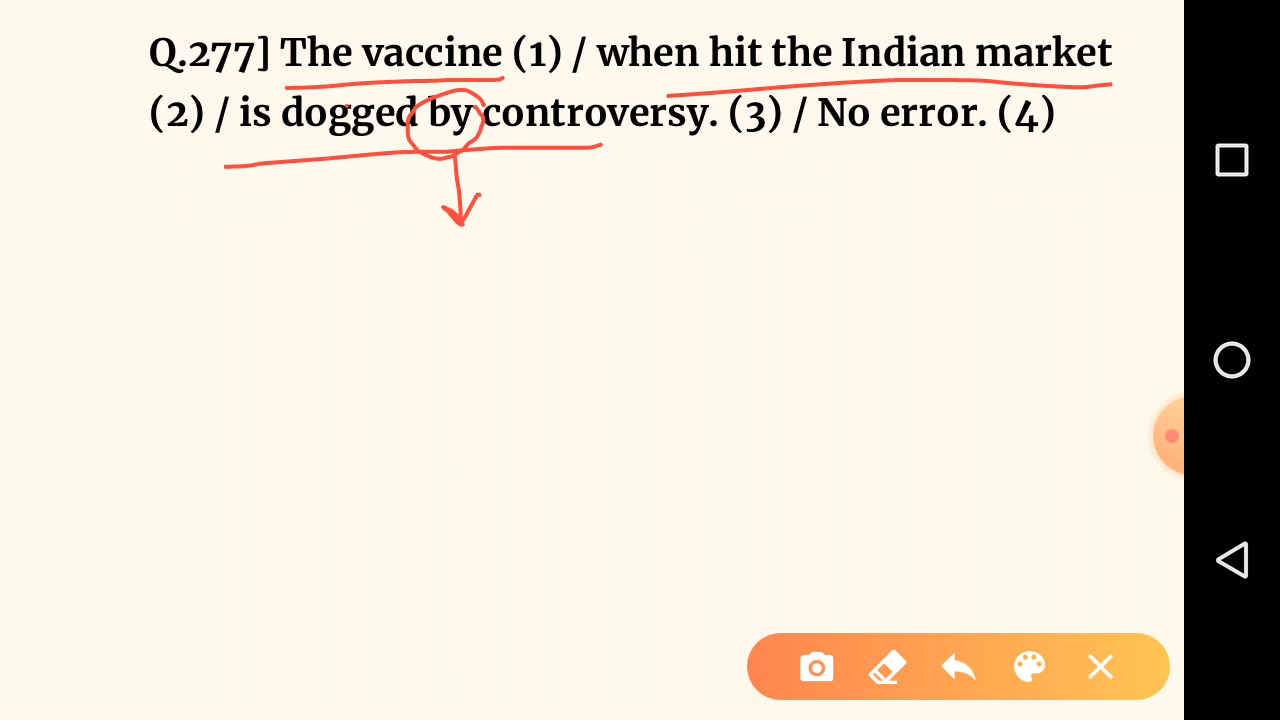 Q.277] The vaccine (1) / when hit the Indian market
(2) / is dogged by controversy. (3) / No error. (4)